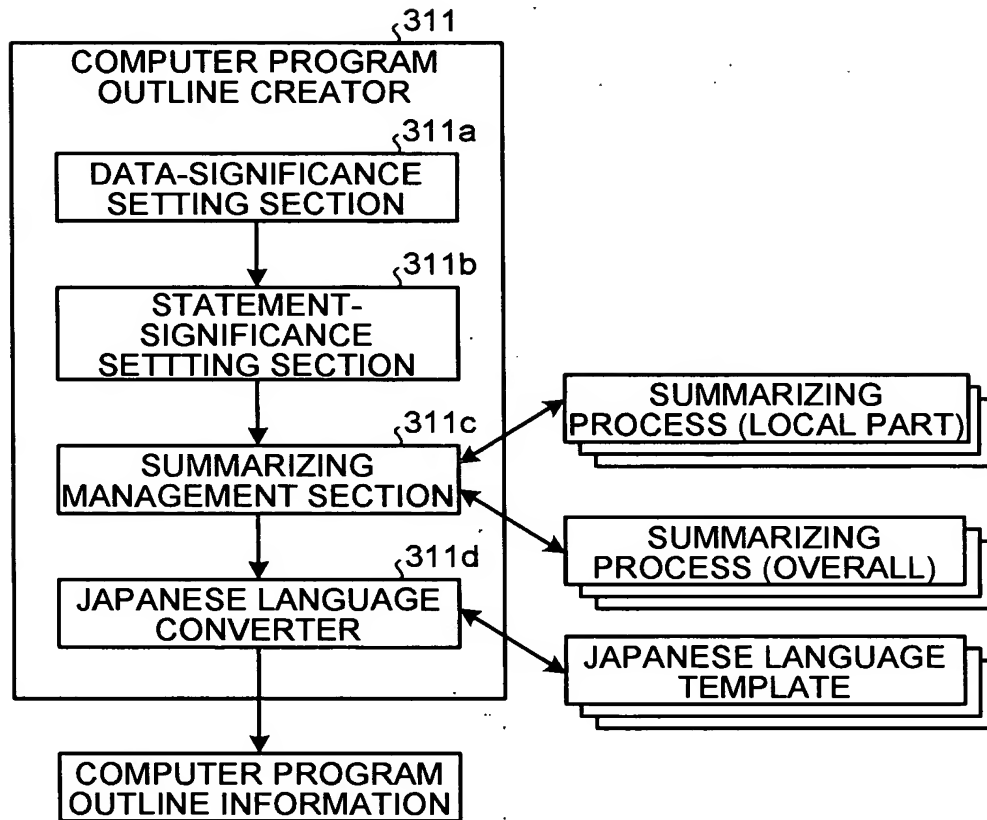 311
COMPUTER PROGRAM
OUTLINE CREATOR
311a
DATA-SIGNIFICANCE
SETTING SECTION
311b
STATEMENT-
SIGNIFICANCE
SETTTING SECTION
311c
SUMMARIZING
MANAGEMENT SECTION
SUMMARIZING
PROCESS (LOCAL PART)
SUMMARIZING
PROCESS (OVERALL)
311d
JAPANESE LANGUAGE
CONVERTER
JAPANESE LANGUAGE
TEMPLATE
COMPUTER PROGRAM
OUTLINE INFORMATION